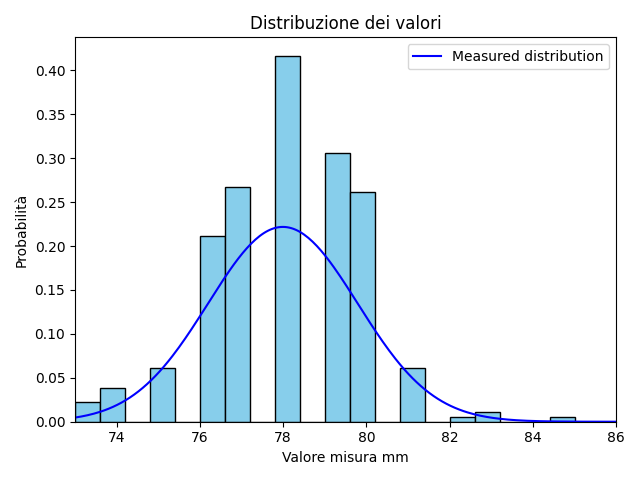 Distribuzione dei valori
Measured distribution
Probabilità
0.40
0.35
0.30
0.25
0.20
0.15
0.10
0.05
0.00
74 76 78 80 82 84 86
Valore misura mm